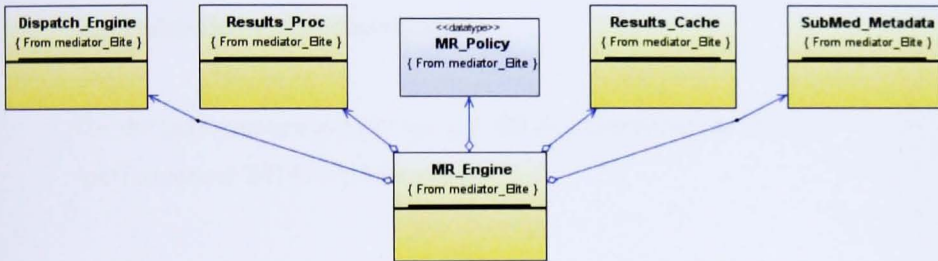 Dispatch_Engine
{ From mediator_Elite }
Results_Proc
{ From mediator_Elite }
<<datatype>>
MR_Policy
{ From mediator_Elite }
Results_Cache
{ From mediator_Elite }
SubMed_Metadata
{ From mediator_Elite }
MR_Engine
{ From mediator_Elite }